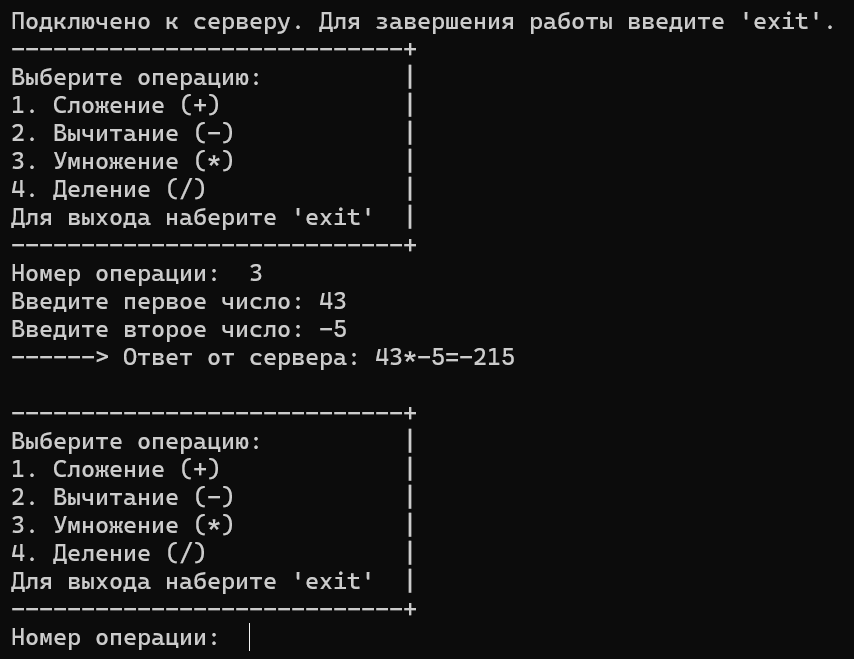 Подключено к серверу. Для завершения работы введите 'exit'.
----------------------------+
Выберите операцию:          |
1. Сложение (+)             |
2. Вычитание (-)            |
3. Умножение (*)            |
4. Деление (/)              |
Для выхода наберите 'exit'  |
----------------------------+
Номер операции:  3
Введите первое число: 43
Введите второе число: -5
------> Ответ от сервера: 43*-5=-215

----------------------------+
Выберите операцию:          |
1. Сложение (+)             |
2. Вычитание (-)            |
3. Умножение (*)            |
4. Деление (/)              |
Для выхода наберите 'exit'  |
----------------------------+
Номер операции: